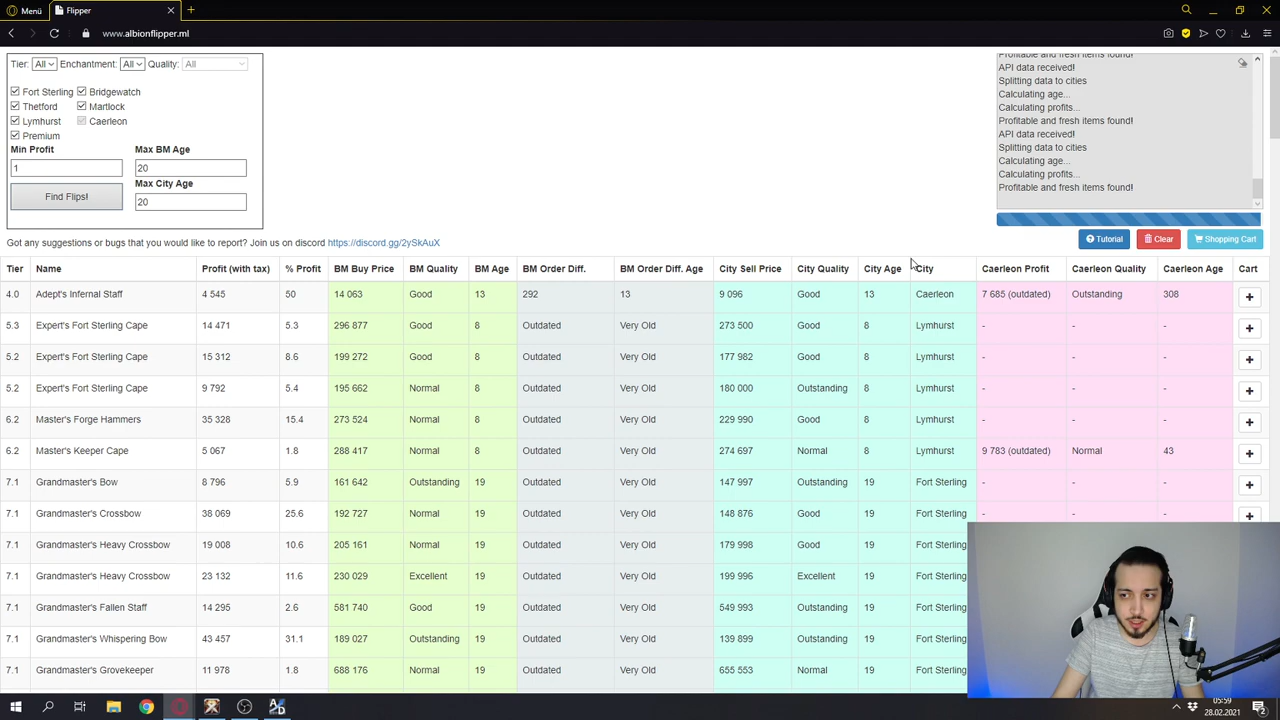 Menü
Flipper
www.albionflipper.ml
Tier: All Enchantment: All Quality: All
Fort Sterling Bridgewatch
Thetford Martlock
Lymhurst Caerleon
Premium
Min Profit Max BM Age
1 20
Max City Age
Find Flips! 20
Profitable and fresh items found!
API data received!
Splitting data to cities
Calculating age...
Calculating profits...
Profitable and fresh items found!
API data received!
Splitting data to cities
Calculating age...
Calculating profits...
Profitable and fresh items found!
Got any suggestions or bugs that you would like to report? Join us on discord https://discord.gg/2ySkAuX
Tutorial Clear Shopping Cart
Tier Name Profit (with tax) % Profit BM Buy Price BM Quality BM Age BM Order Diff. BM Order Diff. Age City Sell Price City Quality City Age City Caerleon Profit Caerleon Quality Caerleon Age Cart
4.0 Adept's Infernal Staff 4 545 50 14 063 Good 13 292 13 9 096 Good 13 Caerleon 7 685 (outdated) Outstanding 308 +
5.3 Expert's Fort Sterling Cape 14 471 5.3 296 877 Good 8 Outdated Very Old 273 500 Good 8 Lymhurst - - - +
5.2 Expert's Fort Sterling Cape 15 312 8.6 199 272 Good 8 Outdated Very Old 177 982 Good 8 Lymhurst - - - +
5.2 Expert's Fort Sterling Cape 9 792 5.4 195 662 Normal 8 Outdated Very Old 180 000 Outstanding 8 Lymhurst - - - +
6.2 Master's Forge Hammers 35 328 15.4 273 524 Normal 8 Outdated Very Old 229 990 Good 8 Lymhurst - - - +
6.2 Master's Keeper Cape 5 067 1.8 288 417 Normal 8 Outdated Very Old 274 697 Normal 8 Lymhurst 9 783 (outdated) Normal 43 +
7.1 Grandmaster's Bow 8 796 5.9 161 642 Outstanding 19 Outdated Very Old 147 997 Outstanding 19 Fort Sterling - - - +
7.1 Grandmaster's Crossbow 38 069 25.6 192 727 Normal 19 Outdated Very Old 148 876 Good 19 Fort Sterling - - - +
7.1 Grandmaster's Heavy Crossbow 19 008 10.6 205 161 Normal 19 Outdated Very Old 179 998 Good 19 Fort Sterling
7.1 Grandmaster's Heavy Crossbow 23 132 11.6 230 029 Excellent 19 Outdated Very Old 199 996 Excellent 19 Fort Sterling
7.1 Grandmaster's Fallen Staff 14 295 2.6 581 740 Good 19 Outdated Very Old 549 993 Outstanding 19 Fort Sterling
7.1 Grandmaster's Whispering Bow 43 457 31.1 189 027 Outstanding 19 Outdated Very Old 139 899 Outstanding 19 Fort Sterling
7.1 Grandmaster's Grovekeeper 11 978 1.8 688 176 Normal 19 Outdated Very Old 655 553 Normal 19 Fort Sterling
05:59
28.02.2021
2